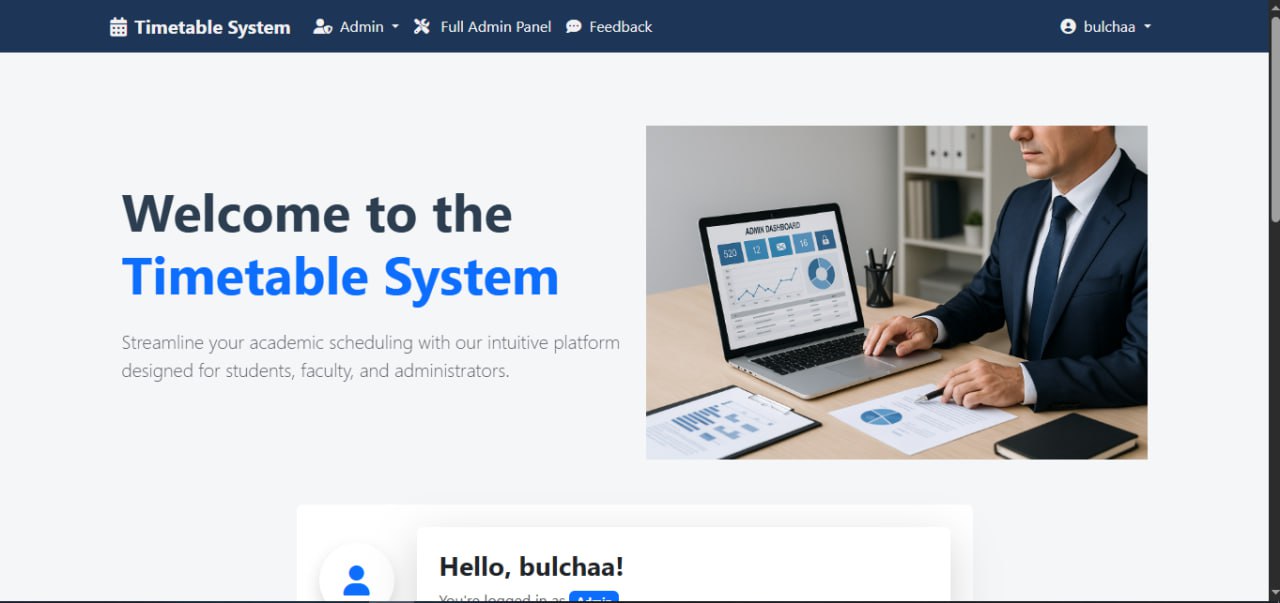 Timetable System Admin Full Admin Panel Feedback bulchaa
Welcome to the
Timetable System
Streamline your academic scheduling with our intuitive platform
designed for students, faculty, and administrators.
ADMIN DASHBOARD
520 12 16
Hello, bulchaa!
You're logged in as Admin